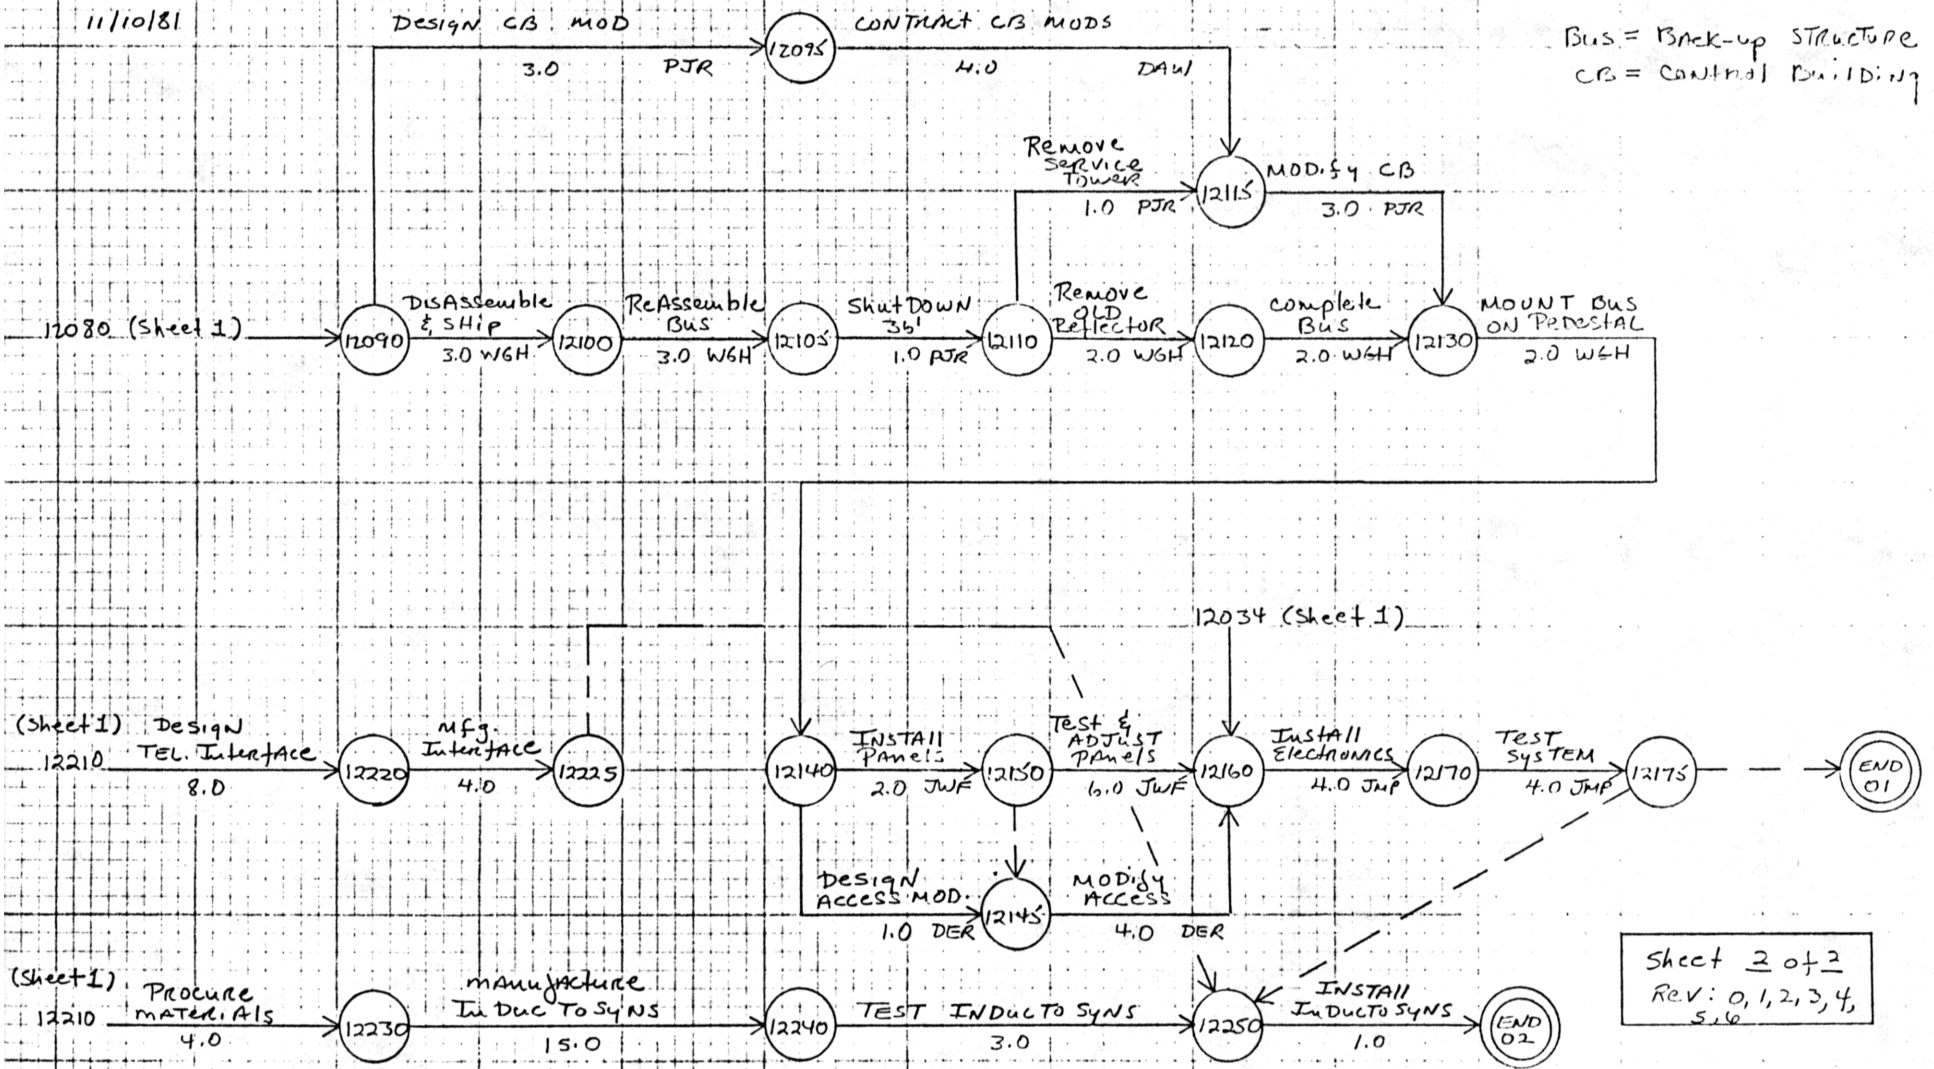 11/10/81
DESIGN CB MOD
3.0 PJR
12095
CONTRACT CB MODS
4.0 DAW
BUS = BACK-UP STRUCTURE
CB = CONTROL BUILDING
Remove
Service
Tower
1.0 PJR
12115
MODify CB
3.0 PJR
12080 (Sheet 1)
12090
DISAssemble
& SHip
3.0 WGH
12100
ReAssemble
BUS
3.0 WGH
12105
ShutDOWN
36'
1.0 PJR
12110
Remove
OLD
Reflector
2.0 WGH
12120
complete
BUS
2.0 WGH
12130
MOUNT BUS
ON PEDESTAL
2.0 WGH
12034 (Sheet 1)
(Sheet 1)
12210
DESIGN
TEL. Interface
8.0
12220
Mfg.
Interface
4.0
12225
12140
INSTALL
PANels
2.0 JWF
12150
Test &
ADJUST
PANels
6.0 JWF
12160
InstAll
Electronics
4.0 JMP
12170
TEST
SysTEM
4.0 JMP
12175
END
01
DESIGN
ACCESS MOD.
1.0 DER
12145
MODify
ACCESS
4.0 DER
(Sheet 1)
12210
PROCURE
MATERIAls
4.0
12230
MANufACTURE
InDucToSyNS
15.0
12240
TEST INDucToSyNS
3.0
12250
INSTAll
InDucToSyNS
1.0
END
02
Sheet 2 of 2
Rev: 0, 1, 2, 3, 4,
5, 6